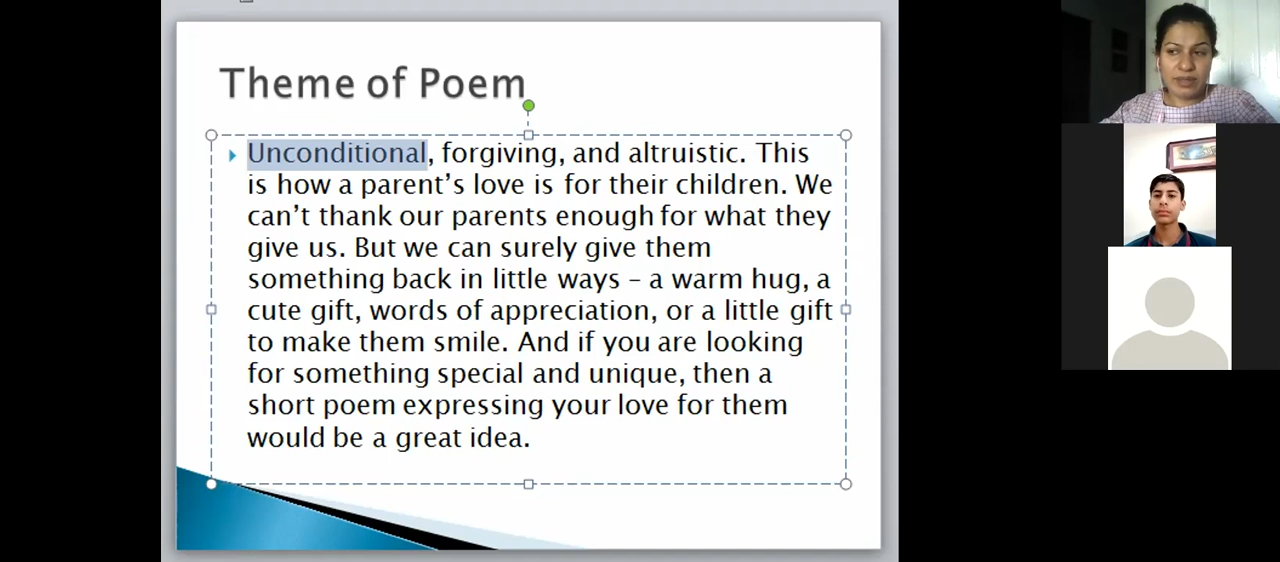 Theme of Poem
Unconditional, forgiving, and altruistic. This
is how a parent's love is for their children. We
can't thank our parents enough for what they
give us. But we can surely give them
something back in little ways – a warm hug, a
cute gift, words of appreciation, or a little gift
to make them smile. And if you are looking
for something special and unique, then a
short poem expressing your love for them
would be a great idea.